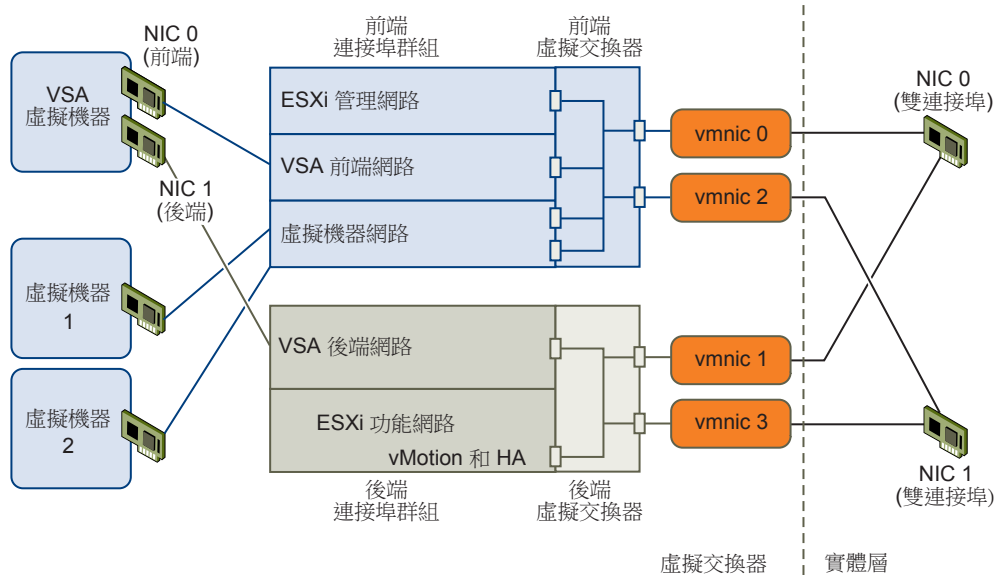 NIC 0
(前端)
VSA
虛擬機器
NIC 1
(後端)
虛擬機器
1
虛擬機器
2
前端
連接埠群組
前端
虛擬交換器
ESXi 管理網路
VSA 前端網路
虛擬機器網路
VSA 後端網路
ESXi 功能網路
vMotion 和 HA
後端
連接埠群組
後端
虛擬交換器
vmnic 0
vmnic 2
vmnic 1
vmnic 3
NIC 0
(雙連接埠)
NIC 1
(雙連接埠)
虛擬交換器
實體層